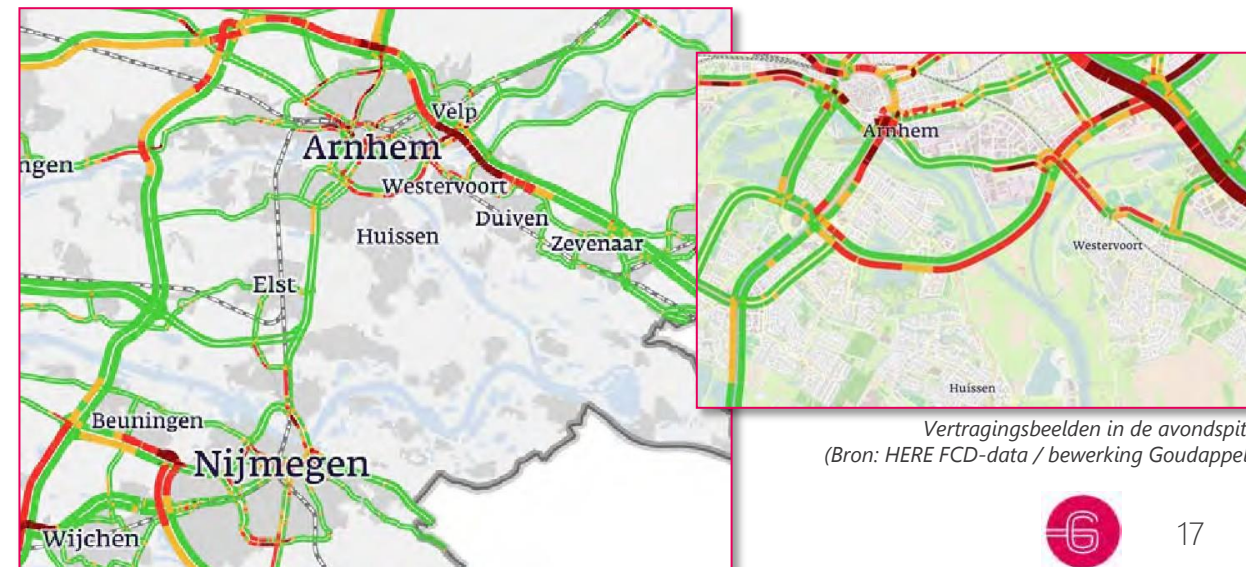 Velp
Arnhem
ngen
Westervoort
Duiven
Huissen
Zevenaar
Elst
Beuningen
Nijmegen
Wijchen
Arnhem
Westervoort
Huissen
Vertragingsbeelden in de avondspit
(Bron: HERE FCD-data / bewerking Goudappel
17